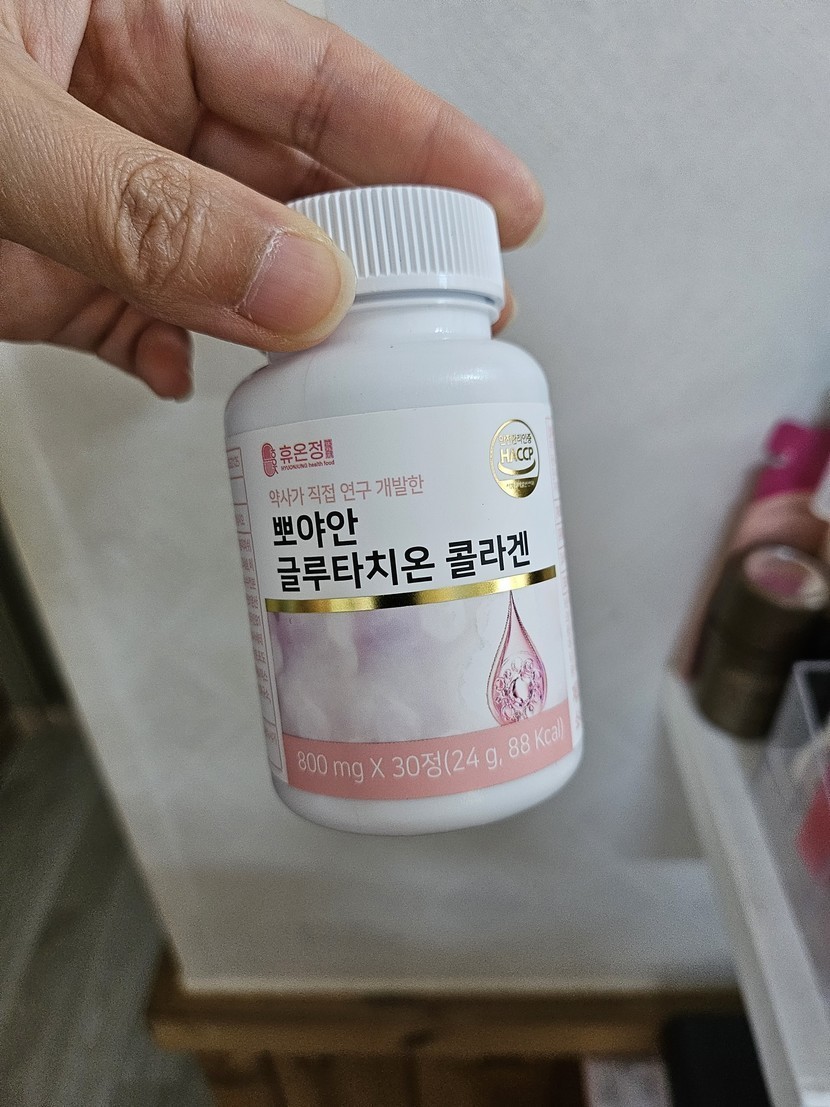 휴온정
HYUONJUNG health food
HACCP
약사가 직접 연구 개발한
뽀야안
글루타치온 콜라겐
800 mg X 30정(24 g, 88 Kcal)